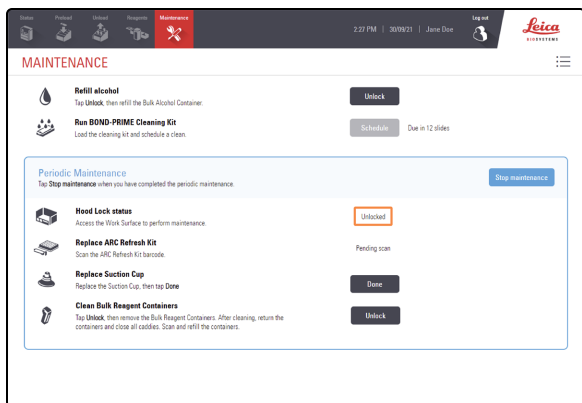 Status Preload Unload Reagents Maintenance
2:27 PM | 30/09/21 | Jane Doe
Log out
Leica
BIOSYSTEMS
MAINTENANCE
Refill alcohol
Tap Unlock, then refill the Bulk Alcohol Container.
Unlock
Run BOND-PRIME Cleaning Kit
Load the cleaning kit and schedule a clean.
Schedule Due in 12 slides
Periodic Maintenance
Tap Stop maintenance when you have completed the periodic maintenance.
Stop maintenance
Hood Lock status
Access the Work Surface to perform maintenance.
Unlocked
Replace ARC Refresh Kit
Scan the ARC Refresh Kit barcode.
Pending scan
Replace Suction Cup
Replace the Suction Cup, then tap Done
Done
Clean Bulk Reagent Containers
Tap Unlock, then remove the Bulk Reagent Containers. After cleaning, return the
containers and close all caddies. Scan and refill the containers.
Unlock